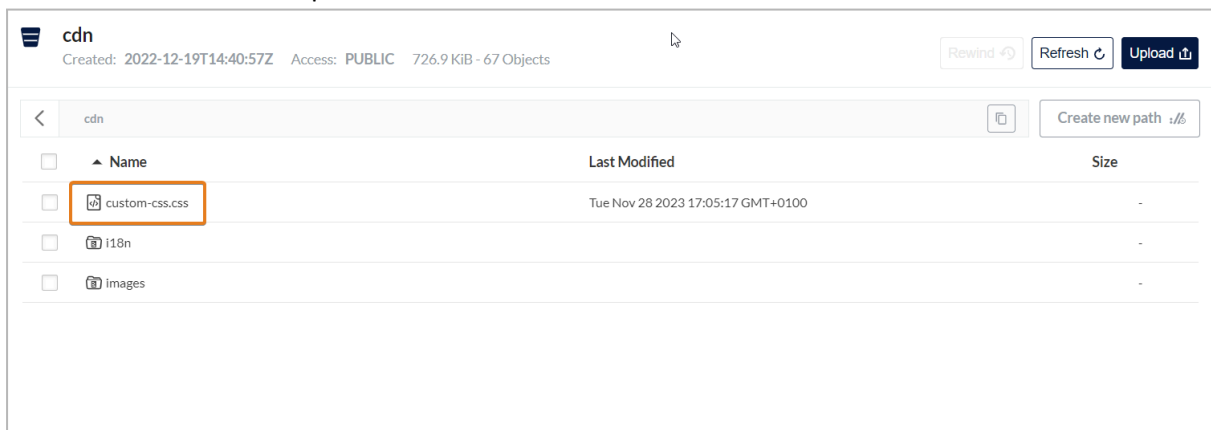 cdn
Created: 2022-12-19T14:40:57Z Access: PUBLIC 726.9 KiB - 67 Objects
Rewind Refresh Upload
cdn Create new path
Name Last Modified Size
custom-css.css Tue Nov 28 2023 17:05:17 GMT+0100 -
i18n -
images -